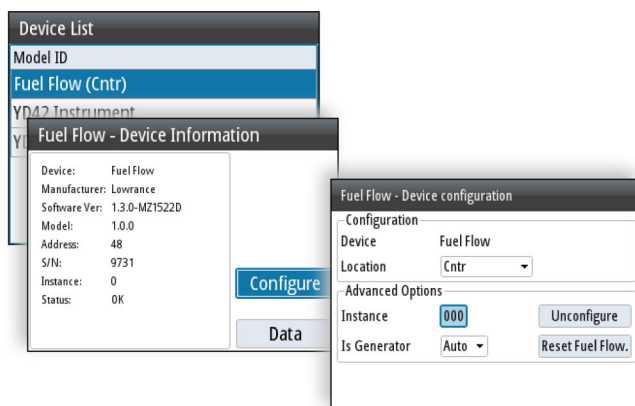 Device List
Model ID
Fuel Flow (Cntr)
YD42 Instrument
Fuel Flow - Device Information
Device: Fuel Flow
Manufacturer: Lowrance
Software Ver: 1.3.0-MZ1522D
Model: 1.0.0
Address: 48
S/N: 9731
Instance: 0
Status: OK
Configure
Data
Fuel Flow - Device configuration
Configuration
Device Fuel Flow
Location Cntr
Advanced Options
Instance 000 Unconfigure
Is Generator Auto Reset Fuel Flow.